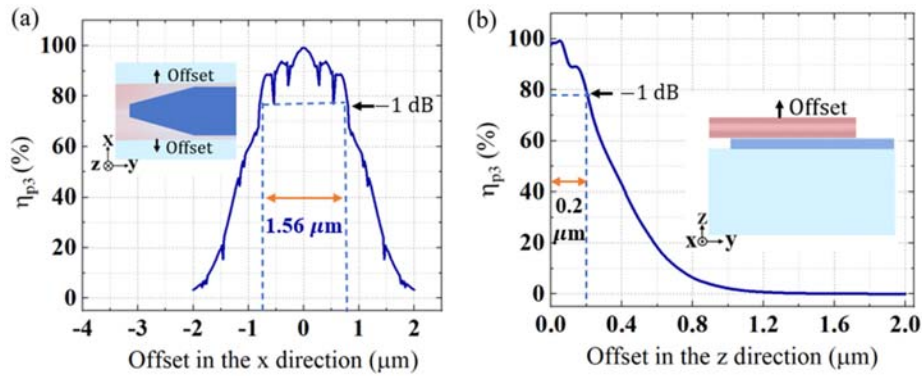 (a)
100
80
60
40
20
0
ηp3 (%)
Offset
Offset
x
z y
−1 dB
1.56 μm
-4 -3 -2 -1 0 1 2
Offset in the x direction (μm)
(b)
100
80
60
40
20
0
ηp3 (%)
−1 dB
Offset
0.2
μm
z
x y
0.0 0.4 0.8 1.2 1.6 2.0
Offset in the z direction (μm)